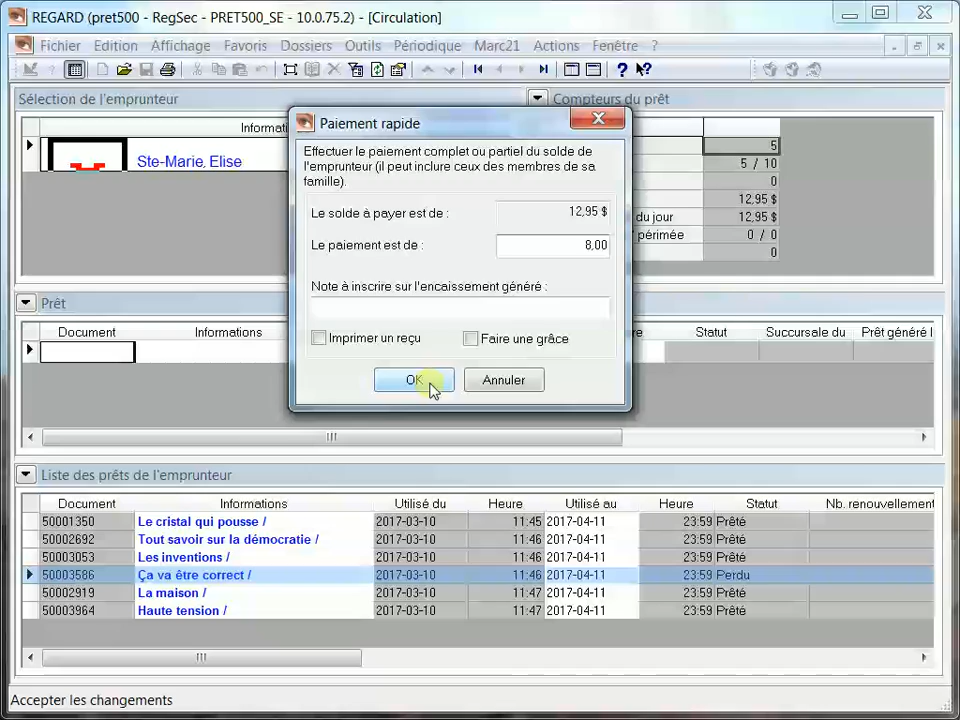 REGARD (pret500 - RegSec - PRET500_SE - 10.0.75.2) - [Circulation]
Fichier Edition Affichage Favoris Dossiers Outils Périodique Marc21 Actions Fenêtre ?
Sélection de l'emprunteur
Compteurs du prêt
Informati
Ste-Marie, Elise
5
5 / 10
0
12,95 $
du jour 12,95 $
périmée 0 / 0
0
Paiement rapide
Effectuer le paiement complet ou partiel du solde de
l'emprunteur (il peut inclure ceux des membres de sa
famille).
Le solde à payer est de : 12,95 $
Le paiement est de : 8,00
Note à inscrire sur l'encaissement généré :
Imprimer un reçu Faire une grâce
OK Annuler
Prêt
Document Informations re Statut Succursale du Prêt généré l
Liste des prêts de l'emprunteur
Document Informations Utilisé du Heure Utilisé au Heure Statut Nb. renouvellement
50001350 Le cristal qui pousse / 2017-03-10 11:45 2017-04-11 23:59 Prêté
50002692 Tout savoir sur la démocratie / 2017-03-10 11:46 2017-04-11 23:59 Prêté
50003053 Les inventions / 2017-03-10 11:46 2017-04-11 23:59 Prêté
50003586 Ça va être correct / 2017-03-10 11:46 2017-04-11 23:59 Perdu
50002919 La maison / 2017-03-10 11:47 2017-04-11 23:59 Prêté
50003964 Haute tension / 2017-03-10 11:47 2017-04-11 23:59 Prêté
Accepter les changements